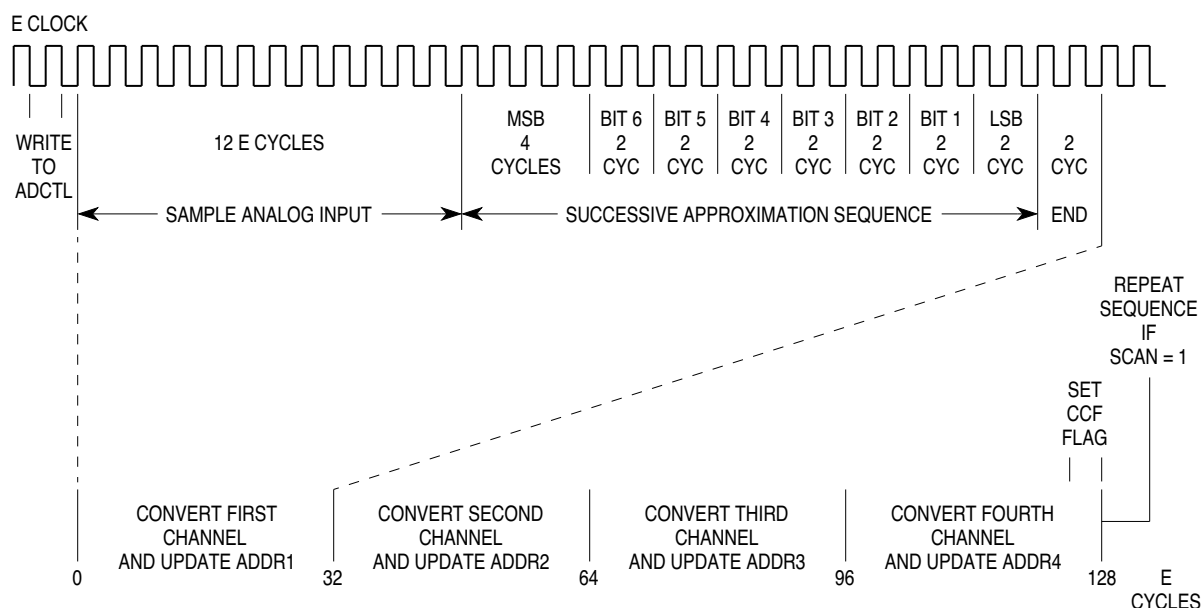 E CLOCK
WRITE
TO
ADCTL
12 E CYCLES
MSB
4
CYCLES
BIT 6
2
CYC
BIT 5
2
CYC
BIT 4
2
CYC
BIT 3
2
CYC
BIT 2
2
CYC
BIT 1
2
CYC
LSB
2
CYC
2
CYC
SAMPLE ANALOG INPUT
SUCCESSIVE APPROXIMATION SEQUENCE
END
REPEAT
SEQUENCE
IF
SCAN = 1
SET
CCF
FLAG
CONVERT FIRST
CHANNEL
AND UPDATE ADDR1
CONVERT SECOND
CHANNEL
AND UPDATE ADDR2
CONVERT THIRD
CHANNEL
AND UPDATE ADDR3
CONVERT FOURTH
CHANNEL
AND UPDATE ADDR4
0
32
64
96
128
E
CYCLES